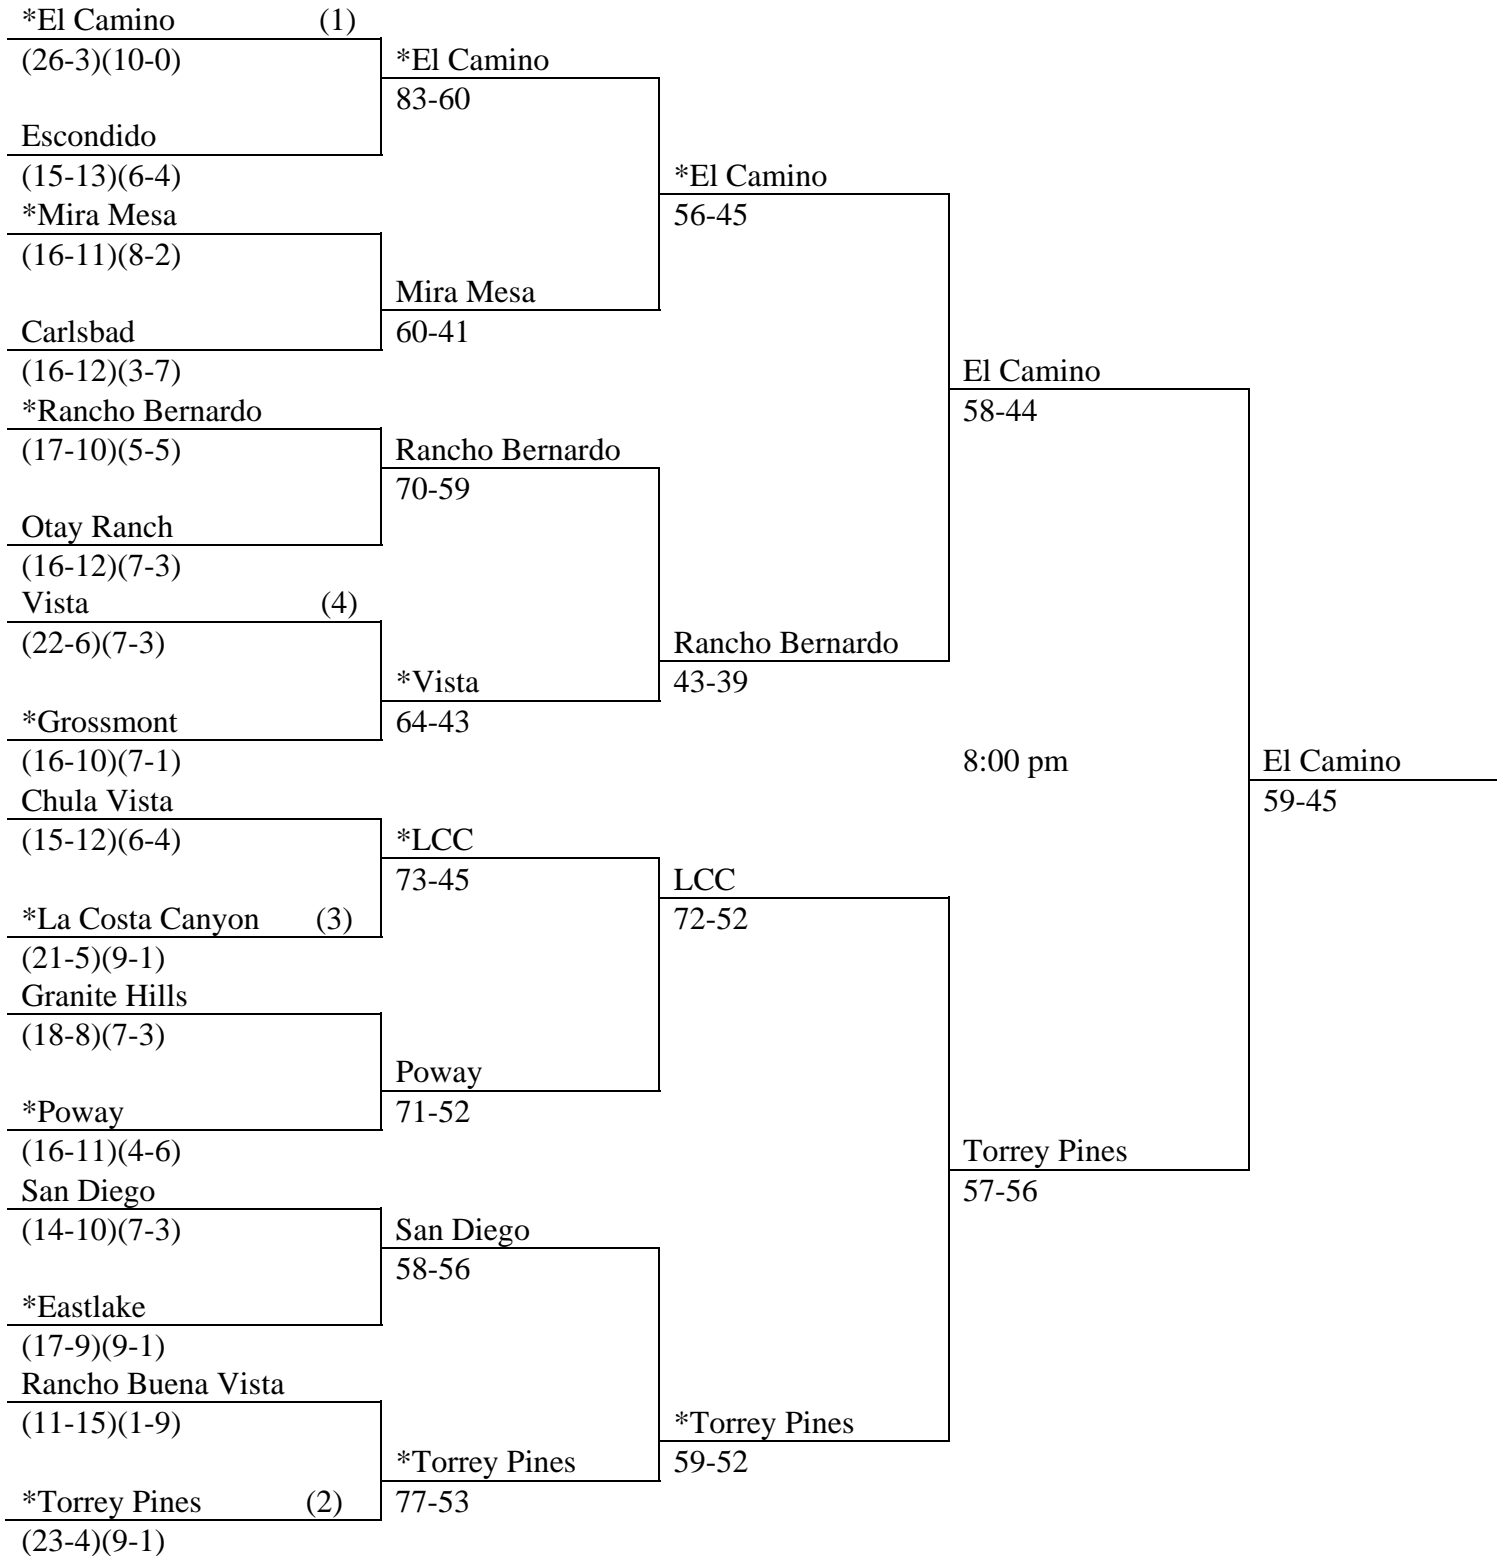 *El Camino (1)
(26-3)(10-0)
Escondido
(15-13)(6-4)
*Mira Mesa
(16-11)(8-2)
Carlsbad
(16-12)(3-7)
*Rancho Bernardo
(17-10)(5-5)
Otay Ranch
(16-12)(7-3)
Vista (4)
(22-6)(7-3)
*Grossmont
(16-10)(7-1)
Chula Vista
(15-12)(6-4)
*La Costa Canyon (3)
(21-5)(9-1)
Granite Hills
(18-8)(7-3)
*Poway
(16-11)(4-6)
San Diego
(14-10)(7-3)
*Eastlake
(17-9)(9-1)
Rancho Buena Vista
(11-15)(1-9)
*Torrey Pines (2)
(23-4)(9-1)
*El Camino
83-60
Mira Mesa
60-41
Rancho Bernardo
70-59
*Vista
64-43
*LCC
73-45
Poway
71-52
San Diego
58-56
*Torrey Pines
77-53
*El Camino
56-45
Rancho Bernardo
43-39
LCC
72-52
*Torrey Pines
59-52
El Camino
58-44
8:00 pm
Torrey Pines
57-56
El Camino
59-45